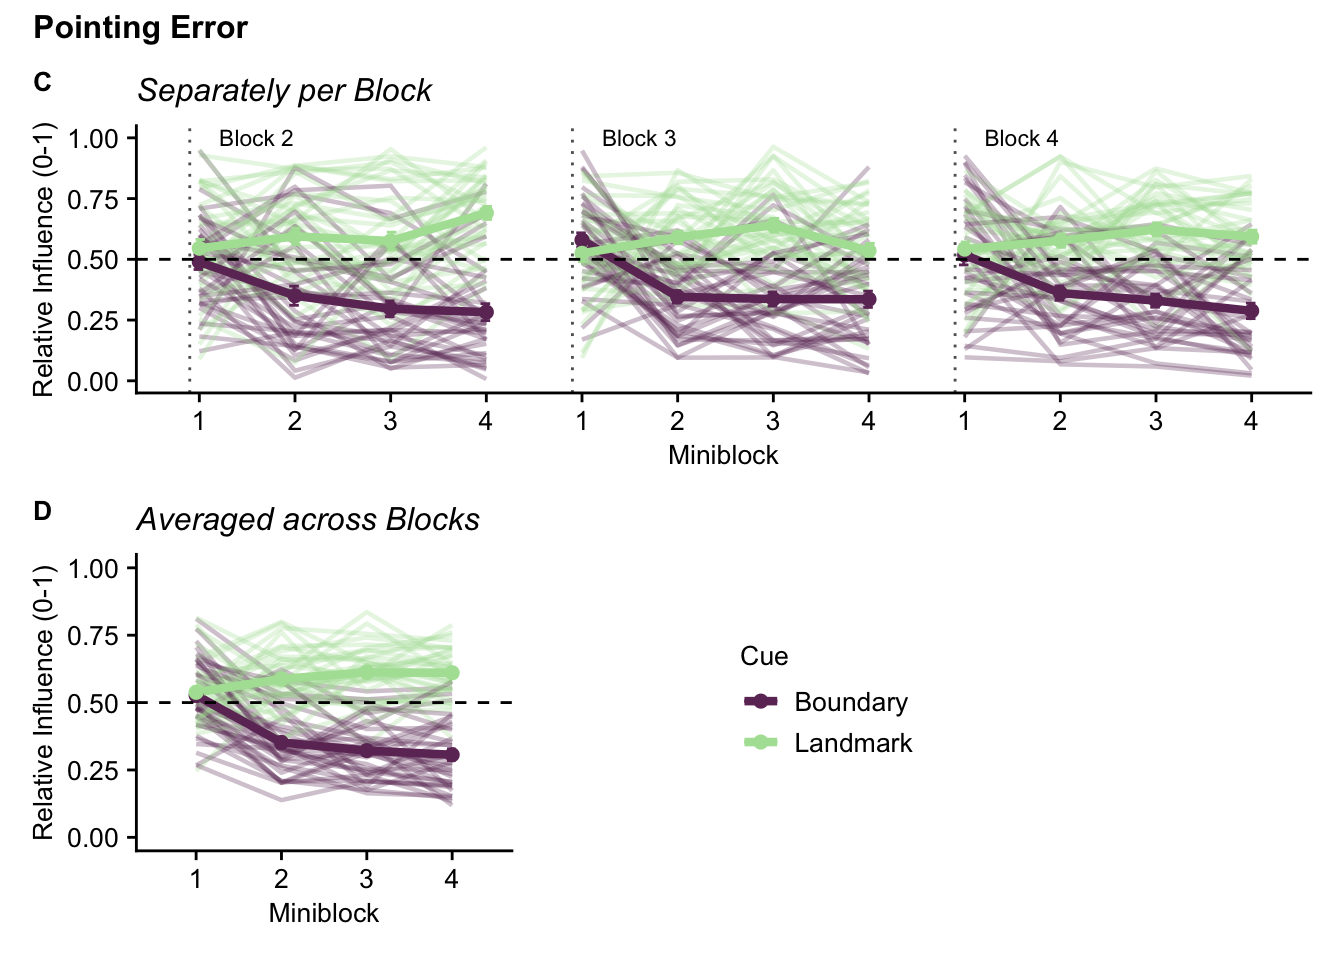 Pointing Error
C
Separately per Block
Relative Influence (0-1)
1.00
0.75
0.50
0.25
0.00
Block 2
Block 3
Block 4
1 2 3 4 1 2 3 4 1 2 3 4
Miniblock
D
Averaged across Blocks
Relative Influence (0-1)
1.00
0.75
0.50
0.25
0.00
1 2 3 4
Miniblock
Cue
Boundary
Landmark